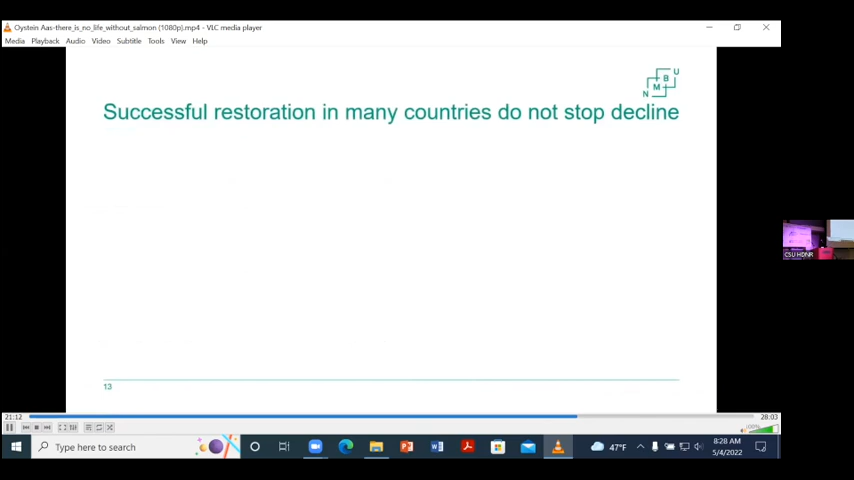 Oystein Aas-there_is_no_life_without_salmon (1080p).mp4 - VLC media player
Media Playback Audio Video Subtitle Tools View Help
N M B U
Successful restoration in many countries do not stop decline
CSU HDNR
13
21:12 28:03
100%
Type here to search
47°F
8:28 AM
5/4/2022